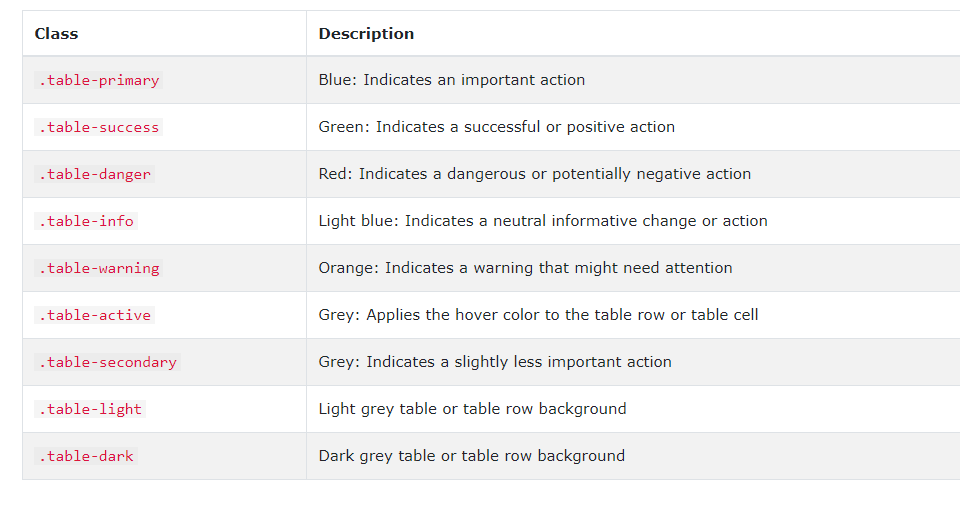 Class Description
.table-primary Blue: Indicates an important action
.table-success Green: Indicates a successful or positive action
.table-danger Red: Indicates a dangerous or potentially negative action
.table-info Light blue: Indicates a neutral informative change or action
.table-warning Orange: Indicates a warning that might need attention
.table-active Grey: Applies the hover color to the table row or table cell
.table-secondary Grey: Indicates a slightly less important action
.table-light Light grey table or table row background
.table-dark Dark grey table or table row background